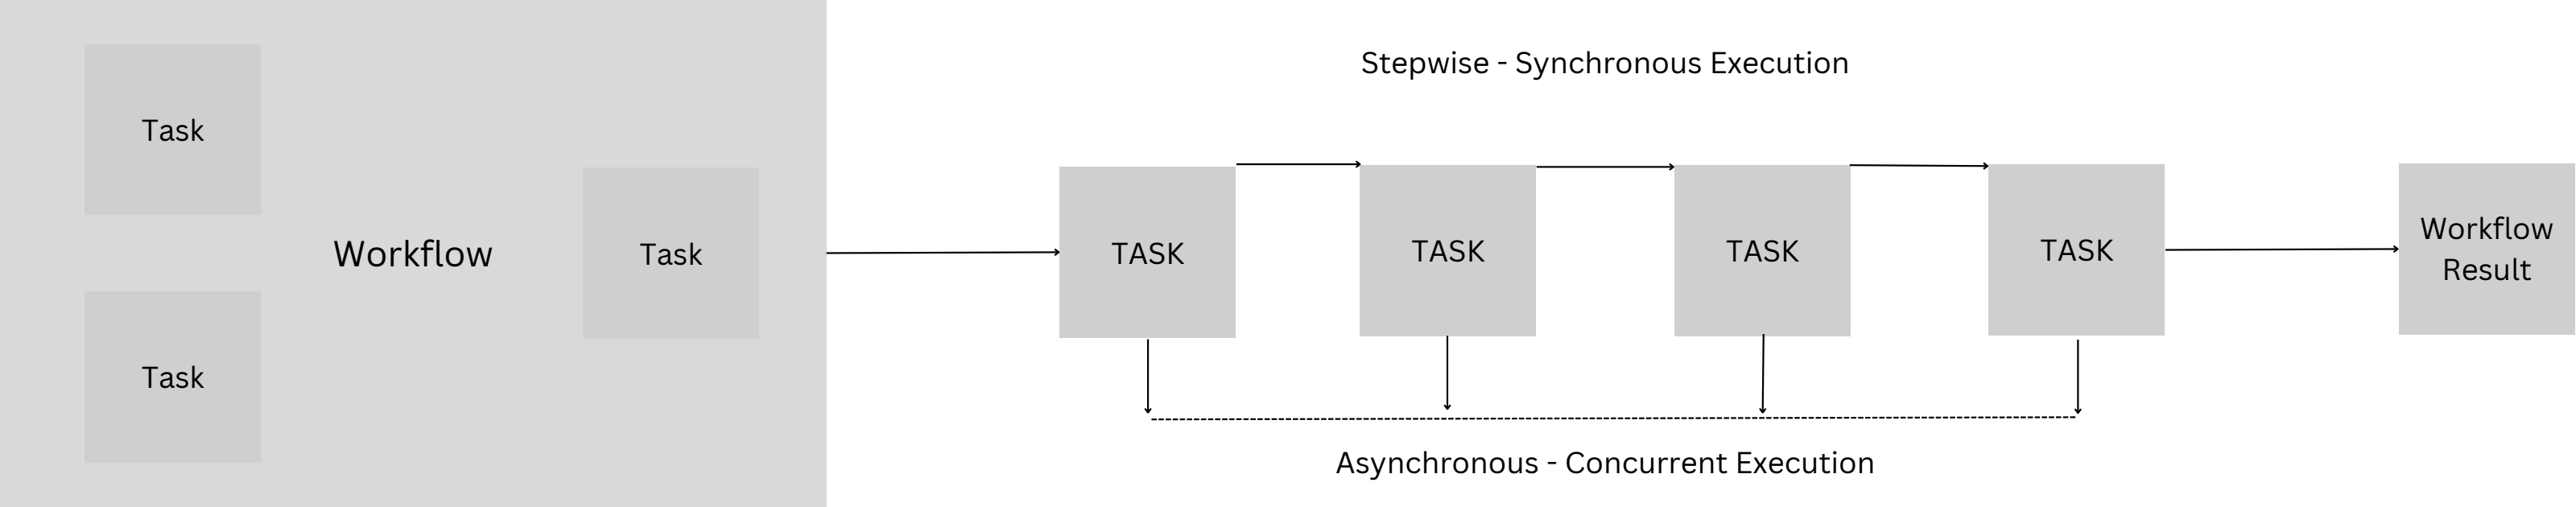 Task
Task
Workflow
Task
Stepwise - Synchronous Execution
TASK
TASK
TASK
TASK
Workflow
Result
Asynchronous - Concurrent Execution